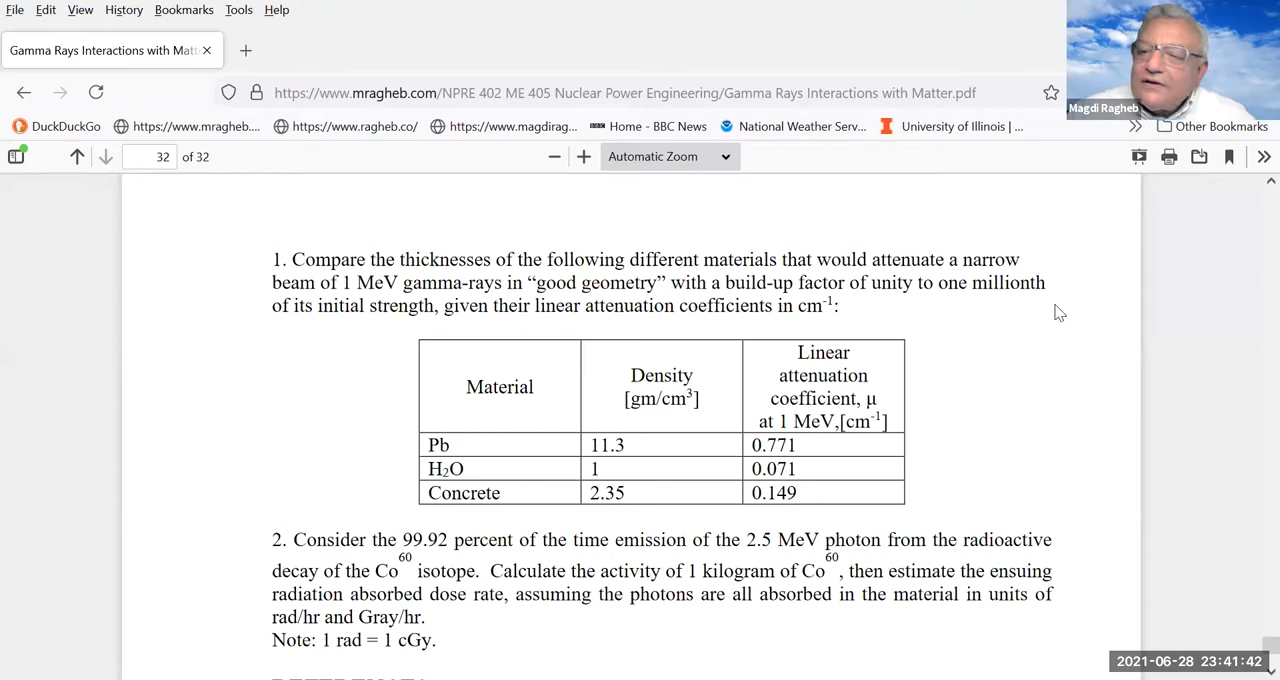 File Edit View History Bookmarks Tools Help
Gamma Rays Interactions with Matt
https://www.mragheb.com/NPRE 402 ME 405 Nuclear Power Engineering/Gamma Rays Interactions with Matter.pdf
Magdi Ragheb
DuckDuckGo https://www.mragheb... https://www.ragheb.co/ https://www.magdirag... Home - BBC News National Weather Serv... University of Illinois | ... Other Bookmarks
32 of 32 Automatic Zoom
1. Compare the thicknesses of the following different materials that would attenuate a narrow
beam of 1 MeV gamma-rays in “good geometry” with a build-up factor of unity to one millionth
of its initial strength, given their linear attenuation coefficients in cm⁻¹:
Material Density [gm/cm³] Linear attenuation coefficient, μ at 1 MeV,[cm⁻¹]
Pb 11.3 0.771
H₂O 1 0.071
Concrete 2.35 0.149
2. Consider the 99.92 percent of the time emission of the 2.5 MeV photon from the radioactive
decay of the Co⁶⁰ isotope. Calculate the activity of 1 kilogram of Co⁶⁰, then estimate the ensuing
radiation absorbed dose rate, assuming the photons are all absorbed in the material in units of
rad/hr and Gray/hr.
Note: 1 rad = 1 cGy.
2021-06-28 23:41:42